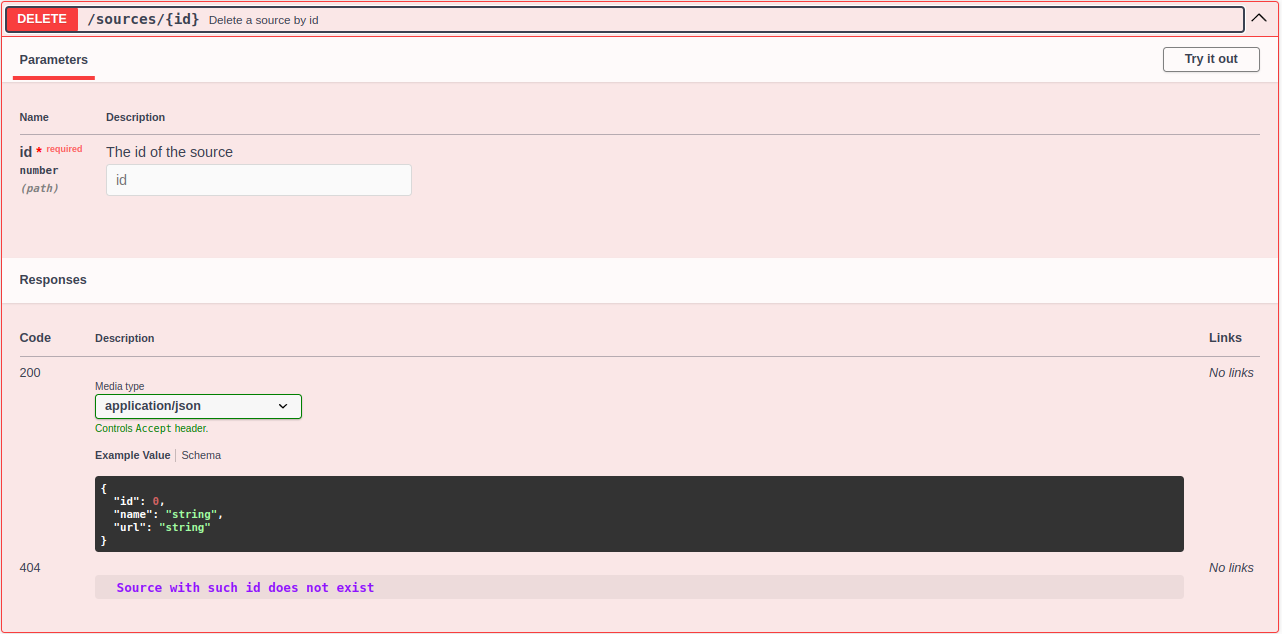 DELETE /sources/{id} Delete a source by id
Parameters Try it out
Name Description
id * required The id of the source
number id
(path)
Responses
Code Description Links
200 No links
Media type
application/json
Controls Accept header.
Example Value Schema
{
"id": 0,
"name": "string",
"url": "string"
}
404 No links
Source with such id does not exist